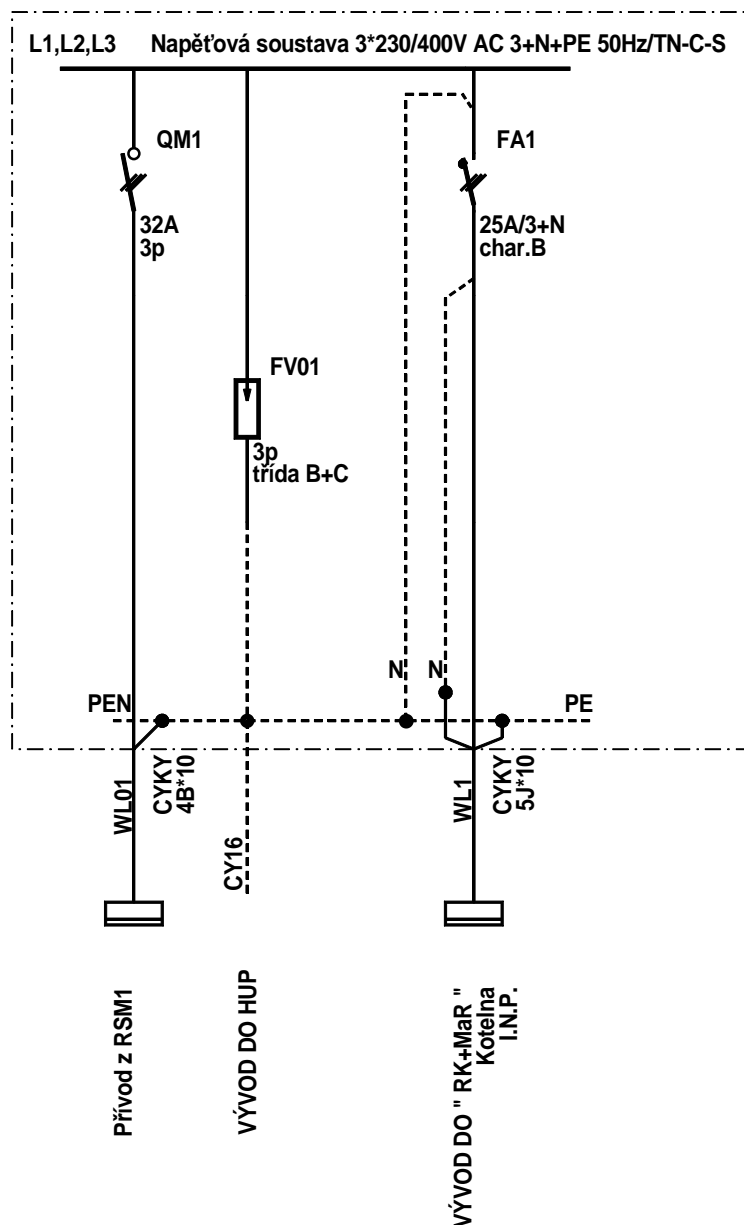 L1,L2,L3
Napěťová soustava 3*230/400V AC 3+N+PE 50Hz/TN-C-S
QM1
32A
3p
FA1
25A/3+N
char.B
FV01
3p
třída B+C
PEN
N
N
PE
WL01
CYKY
4B*10
CY16
WL1
CYKY
5J*10
Přívod z RSM1
VÝVOD DO HUP
VÝVOD DO " RK+MaR "
Kotelna
I.N.P.